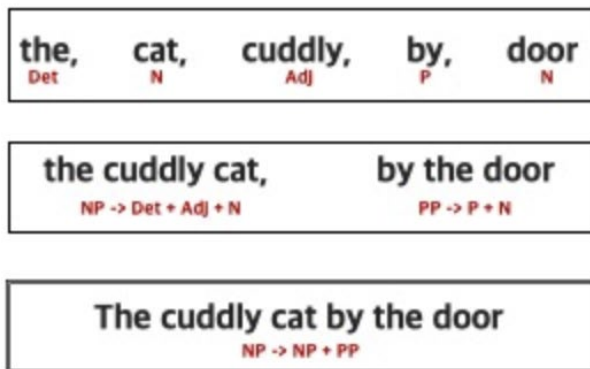 the, cat, cuddly, by, door
Det N Adj P N
the cuddly cat, by the door
NP -> Det + Adj + N PP -> P + N
The cuddly cat by the door
NP -> NP + PP